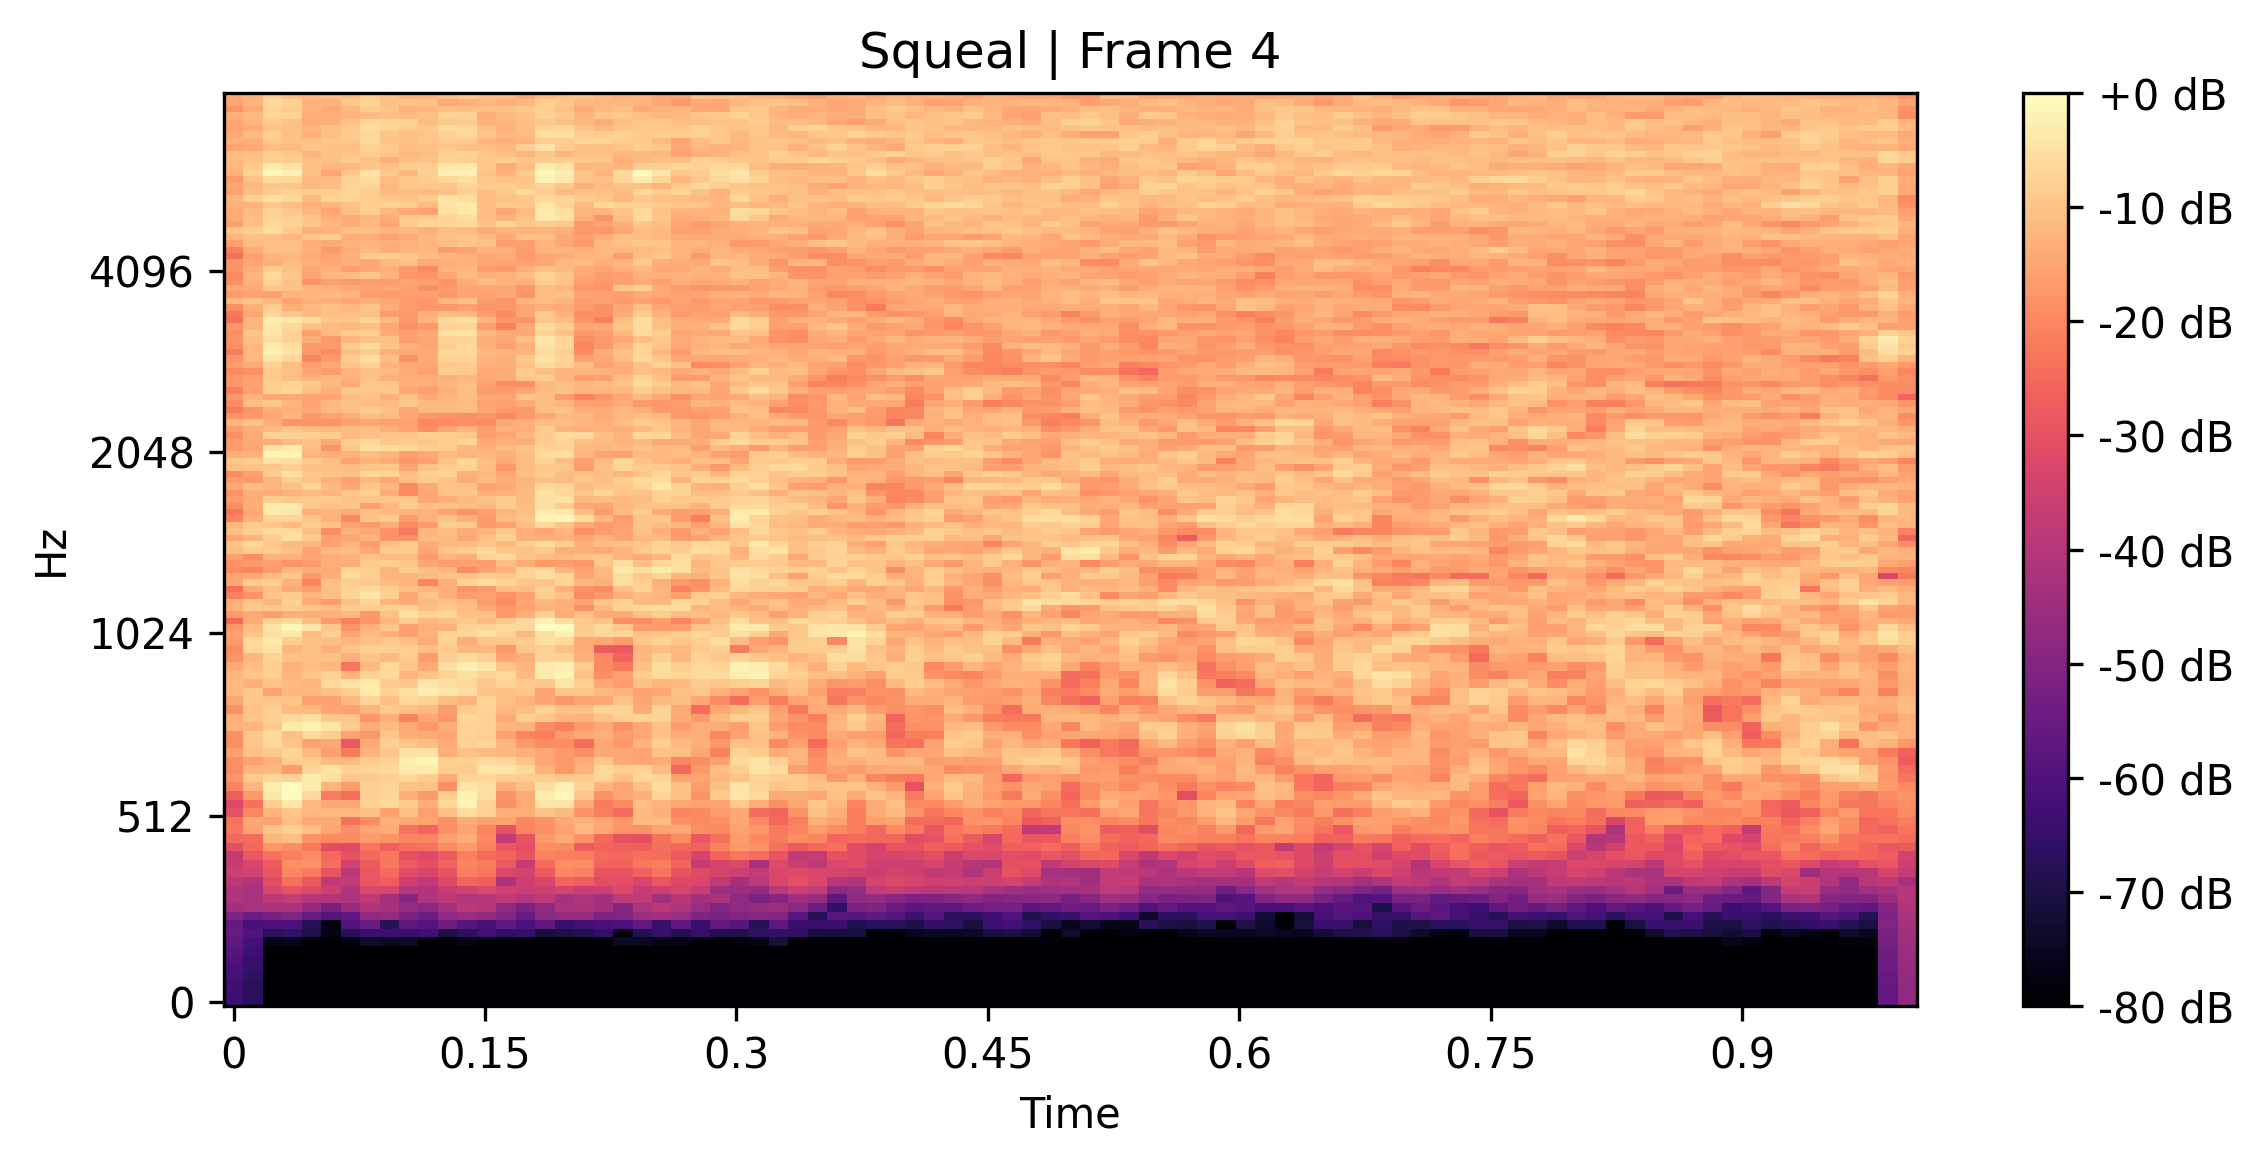 Squeal | Frame 4
+0 dB
-10 dB
-20 dB
-30 dB
-40 dB
-50 dB
-60 dB
-70 dB
-80 dB
Hz
4096
2048
1024
512
0
0 0.15 0.3 0.45 0.6 0.75 0.9
Time